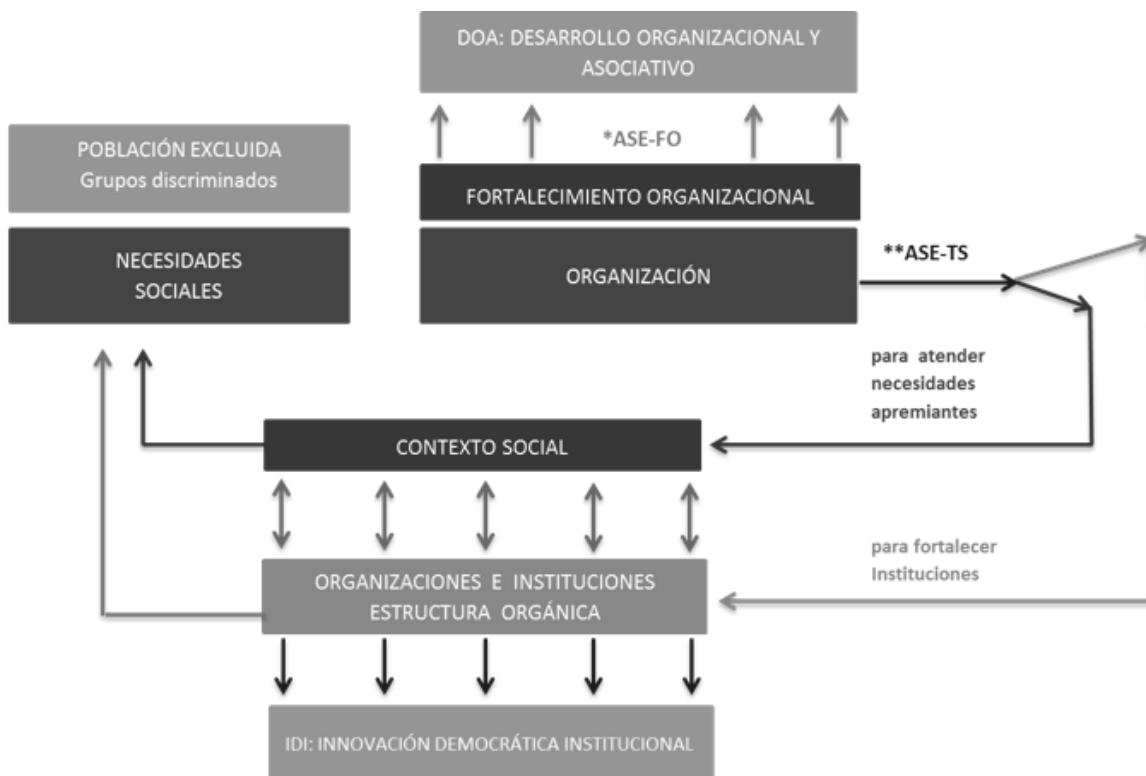 DOA: DESARROLLO ORGANIZACIONAL Y
ASOCIATIVO
*ASE-FO
POBLACIÓN EXCLUIDA
Grupos discriminados
FORTALECIMIENTO ORGANIZACIONAL
NECESIDADES
SOCIALES
ORGANIZACIÓN
**ASE-TS
para atender
necesidades
apremiantes
CONTEXTO SOCIAL
para fortalecer
Instituciones
ORGANIZACIONES E INSTITUCIONES
ESTRUCTURA ORGÁNICA
IDI: INNOVACIÓN DEMOCRÁTICA INSTITUCIONAL